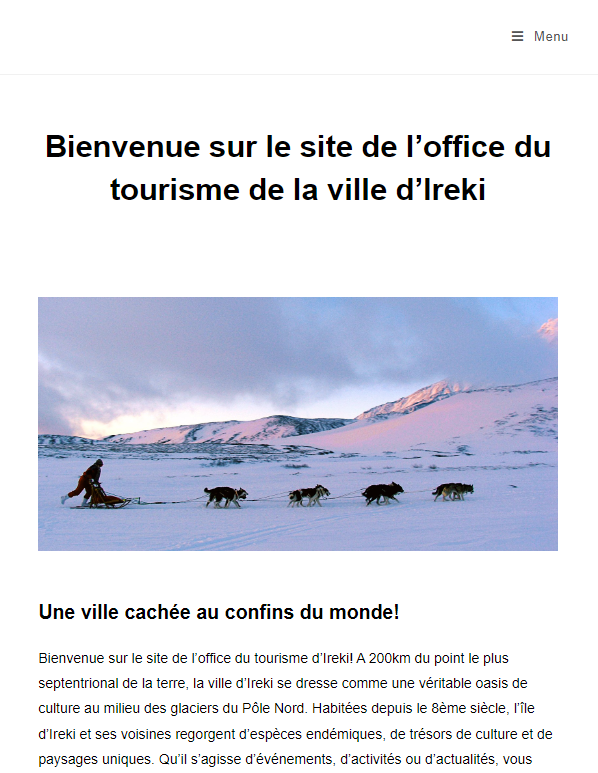 Menu
Bienvenue sur le site de l’office du
tourisme de la ville d’Ireki
Une ville cachée au confins du monde!
Bienvenue sur le site de l’office du tourisme d’Ireki! A 200km du point le plus
septentrional de la terre, la ville d’Ireki se dresse comme une véritable oasis de
culture au milieu des glaciers du Pôle Nord. Habitées depuis le 8ème siècle, l’île
d’Ireki et ses voisines regorgent d’espèces endémiques, de trésors de culture et de
paysages uniques. Qu’il s’agisse d’événements, d’activités ou d’actualités, vous